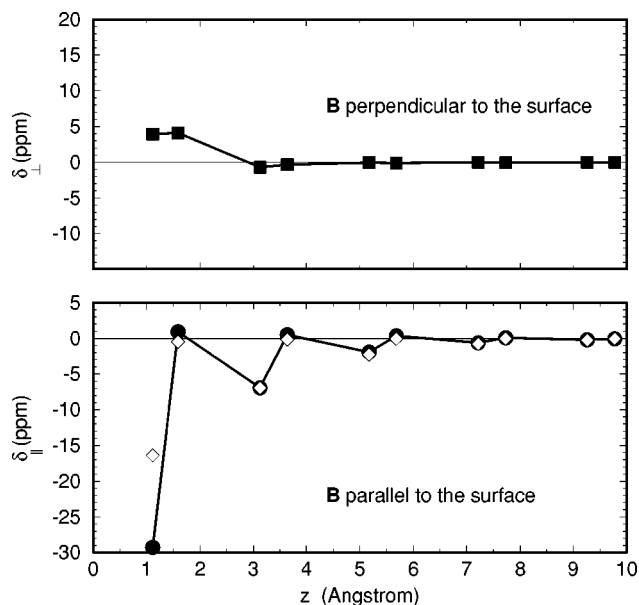 20
15
10
5
0
-5
-10
δ⊥ (ppm)
B perpendicular to the surface
5
0
-5
-10
-15
-20
-25
-30
δ|| (ppm)
B parallel to the surface
0 1 2 3 4 5 6 7 8 9 10
z (Angstrom)